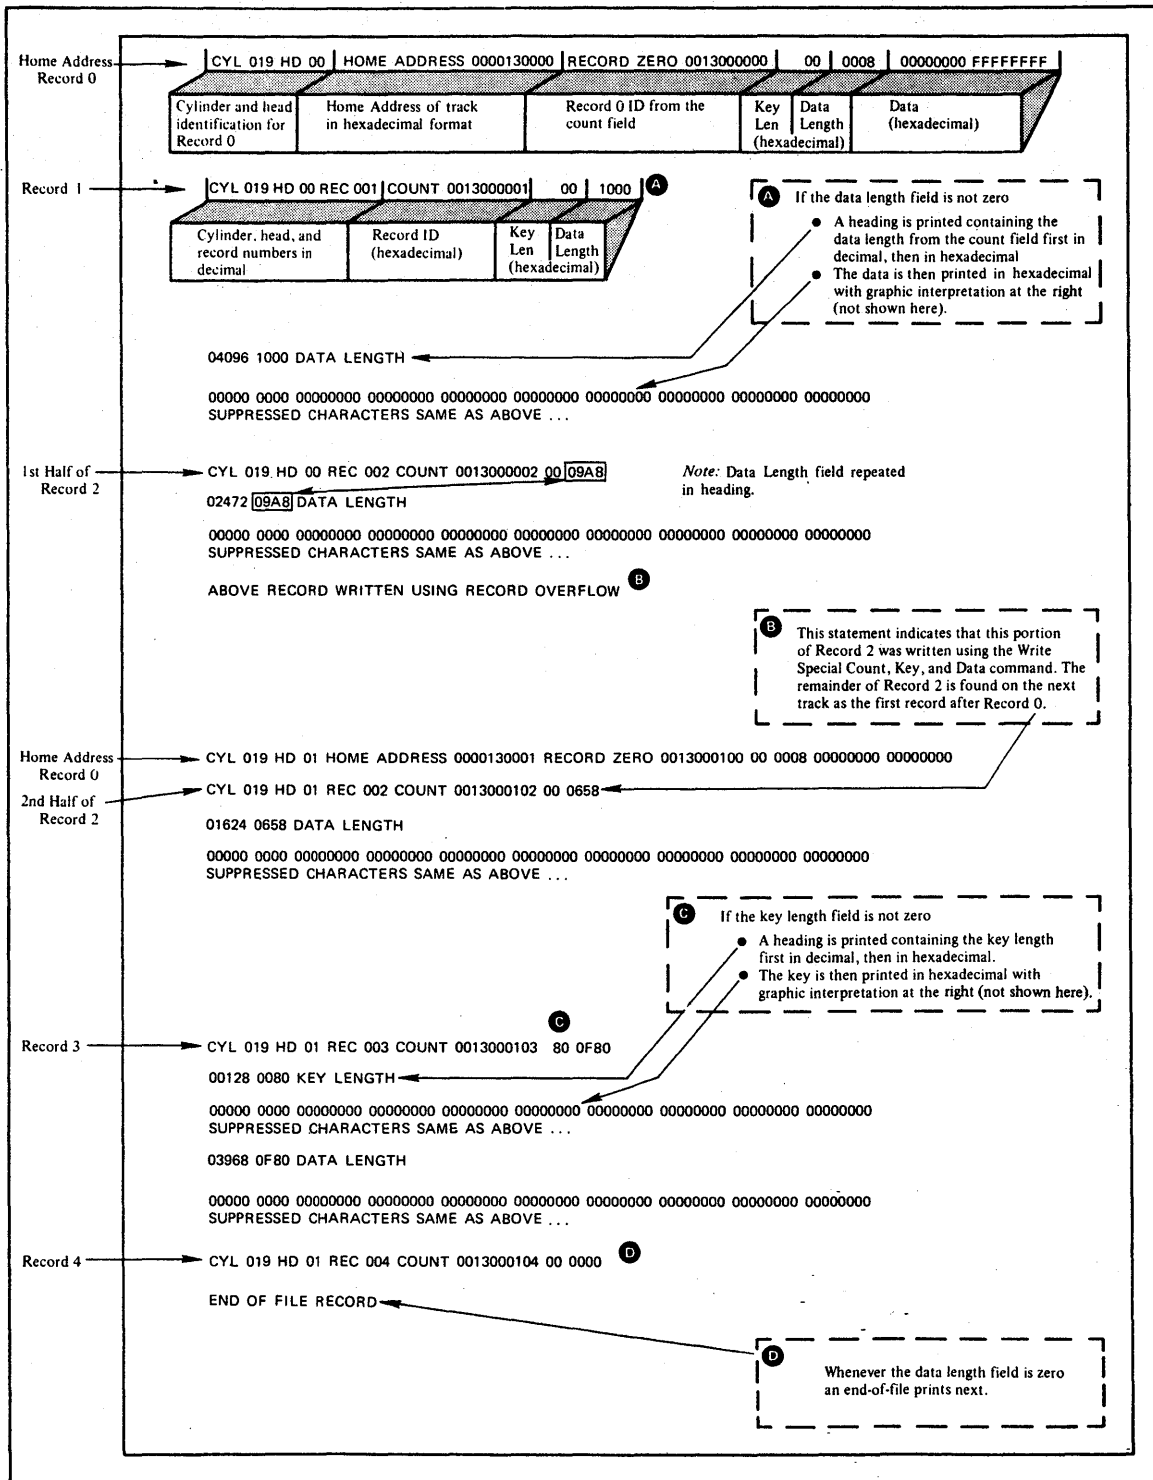 Home Address
Record 0
CYL 019 HD 00 HOME ADDRESS 0000130000 RECORD ZERO 0013000000 00 0008 00000000 FFFFFFFF
Cylinder and head
identification for
Record 0
Home Address of track
in hexadecimal format
Record 0 ID from the
count field
Key
Len
Data
Length
(hexadecimal)
Data
(hexadecimal)
Record 1
CYL 019 HD 00 REC 001 COUNT 0013000001 00 1000
A
Cylinder, head, and
record numbers in
decimal
Record ID
(hexadecimal)
Key
Len
Data
Length
(hexadecimal)
A
If the data length field is not zero
● A heading is printed containing the
data length from the count field first in
decimal, then in hexadecimal
● The data is then printed in hexadecimal
with graphic interpretation at the right
(not shown here).
04096 1000 DATA LENGTH
00000 0000 00000000 00000000 00000000 00000000 00000000 00000000 00000000 00000000
SUPPRESSED CHARACTERS SAME AS ABOVE ...
1st Half of
Record 2
CYL 019 HD 00 REC 002 COUNT 0013000002 00 09A8
Note: Data Length field repeated
in heading.
02472 09A8 DATA LENGTH
00000 0000 00000000 00000000 00000000 00000000 00000000 00000000 00000000 00000000
SUPPRESSED CHARACTERS SAME AS ABOVE ...
ABOVE RECORD WRITTEN USING RECORD OVERFLOW B
B
This statement indicates that this portion
of Record 2 was written using the Write
Special Count, Key, and Data command. The
remainder of Record 2 is found on the next
track as the first record after Record 0.
Home Address
Record 0
CYL 019 HD 01 HOME ADDRESS 0000130001 RECORD ZERO 0013000100 00 0008 00000000 00000000
2nd Half of
Record 2
CYL 019 HD 01 REC 002 COUNT 0013000102 00 0658
01624 0658 DATA LENGTH
00000 0000 00000000 00000000 00000000 00000000 00000000 00000000 00000000 00000000
SUPPRESSED CHARACTERS SAME AS ABOVE ...
C
If the key length field is not zero
● A heading is printed containing the key length
first in decimal, then in hexadecimal.
● The key is then printed in hexadecimal with
graphic interpretation at the right (not shown here).
C
Record 3
CYL 019 HD 01 REC 003 COUNT 0013000103 80 0F80
00128 0080 KEY LENGTH
00000 0000 00000000 00000000 00000000 00000000 00000000 00000000 00000000 00000000
SUPPRESSED CHARACTERS SAME AS ABOVE ...
03968 0F80 DATA LENGTH
00000 0000 00000000 00000000 00000000 00000000 00000000 00000000 00000000 00000000
SUPPRESSED CHARACTERS SAME AS ABOVE ...
Record 4
CYL 019 HD 01 REC 004 COUNT 0013000104 00 0000 D
END OF FILE RECORD
D
Whenever the data length field is zero
an end-of-file prints next.